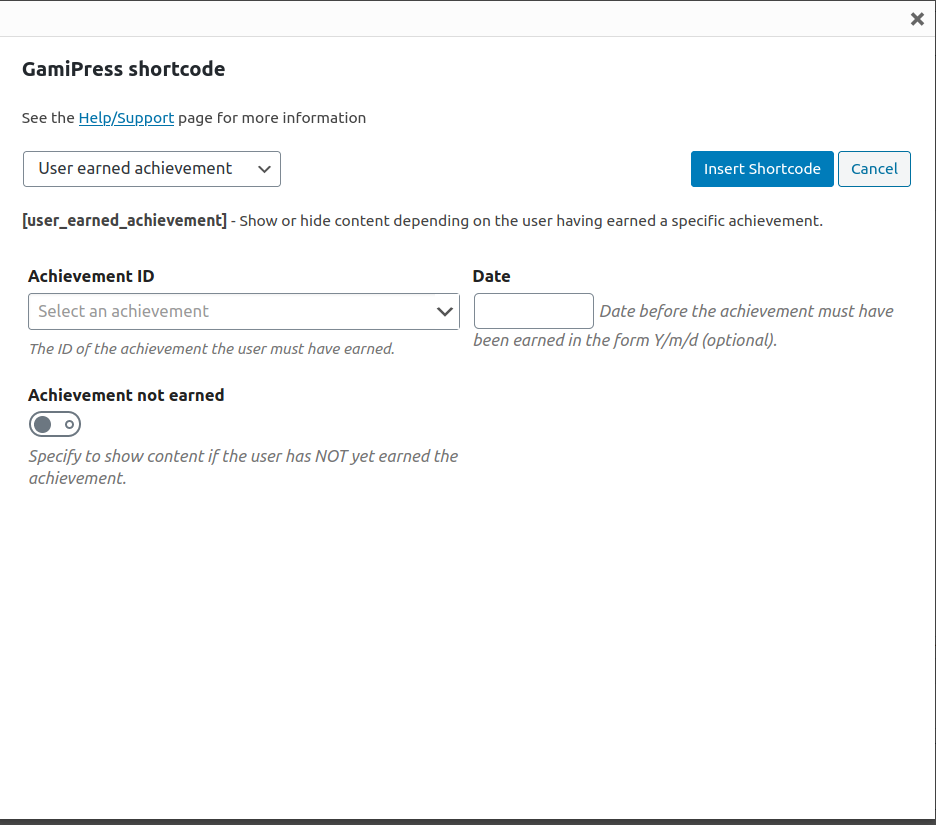 GamiPress shortcode
See the Help/Support page for more information
User earned achievement
Insert Shortcode
Cancel
[user_earned_achievement] - Show or hide content depending on the user having earned a specific achievement.
Achievement ID
Select an achievement
The ID of the achievement the user must have earned.
Date
Date before the achievement must have
been earned in the form Y/m/d (optional).
Achievement not earned
Specify to show content if the user has NOT yet earned the
achievement.